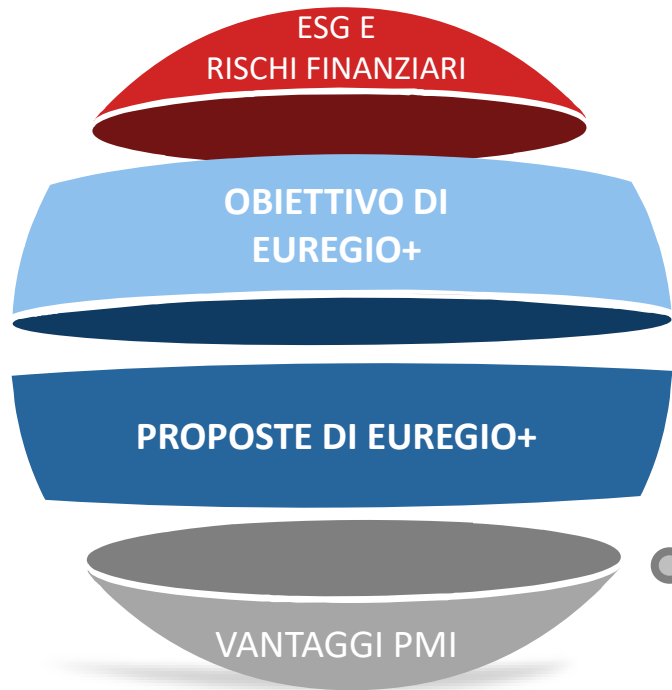 ESG E
RISCHI FINANZIARI
OBIETTIVO DI
EUREGIO+
PROPOSTE DI EUREGIO+
VANTAGGI PMI